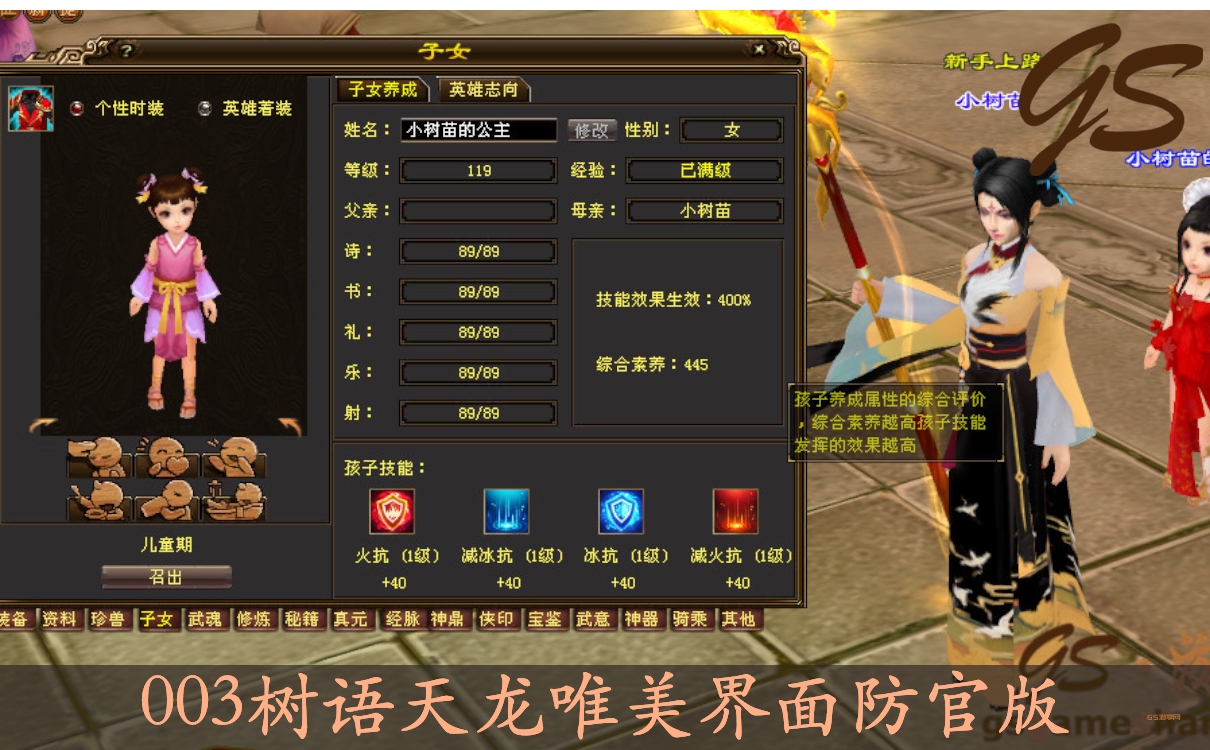 ?
子女
×
GS
新手上路
小树苗
小树苗的
个性时装
英雄着装
子女养成
英雄志向
姓名：
小树苗的公主
修改
性别：
女
等级：
119
经验：
已满级
父亲：
母亲：
小树苗
诗：
89/89
书：
89/89
礼：
89/89
乐：
89/89
射：
89/89
技能效果生效：400%
综合素养：445
孩子养成属性的综合评价
，综合素养越高孩子技能
发挥的效果越高
儿童期
召出
孩子技能：
火抗（1级）
减冰抗（1级）
冰抗（1级）
减火抗（1级）
+40
+40
+40
+40
装备
资料
珍兽
子女
武魂
修炼
秘籍
真元
经脉
神鼎
侠印
宝鉴
武意
神器
骑乘
其他
GS
003树语天龙唯美界面防官版